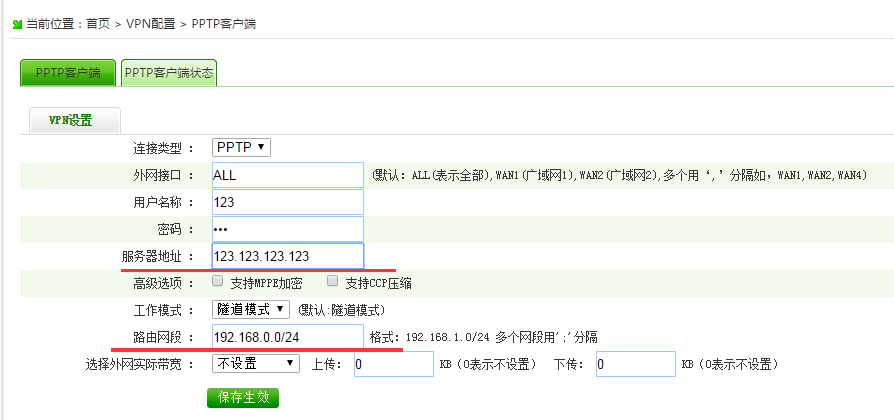 当前位置：首页 > VPN配置 > PPTP客户端
PPTP客户端 PPTP客户端状态
VPN设置
连接类型： PPTP
外网接口： ALL (默认: ALL(表示全部),WAN1(广域网1),WAN2(广域网2),多个用‘,’分隔如，WAN1,WAN2,WAN4)
用户名称： 123
密码： •••
服务器地址： 123.123.123.123
高级选项： 支持MPPE加密 支持CCP压缩
工作模式： 隧道模式 (默认:隧道模式)
路由网段： 192.168.0.0/24 格式：192.168.1.0/24 多个网段用';'分隔
选择外网实际带宽： 不设置 上传： 0 KB（0表示不设置） 下传： 0 KB（0表示不设置）
保存生效